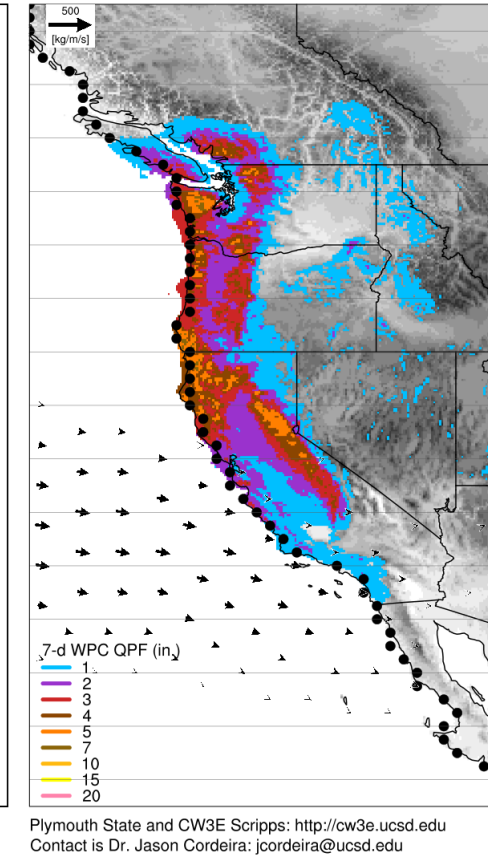 500
[kg/m/s]
7-d WPC QPF (in.)
1
2
3
4
5
7
10
15
20
Plymouth State and CW3E Scripps: http://cw3e.ucsd.edu
Contact is Dr. Jason Cordeira: jcordeira@ucsd.edu